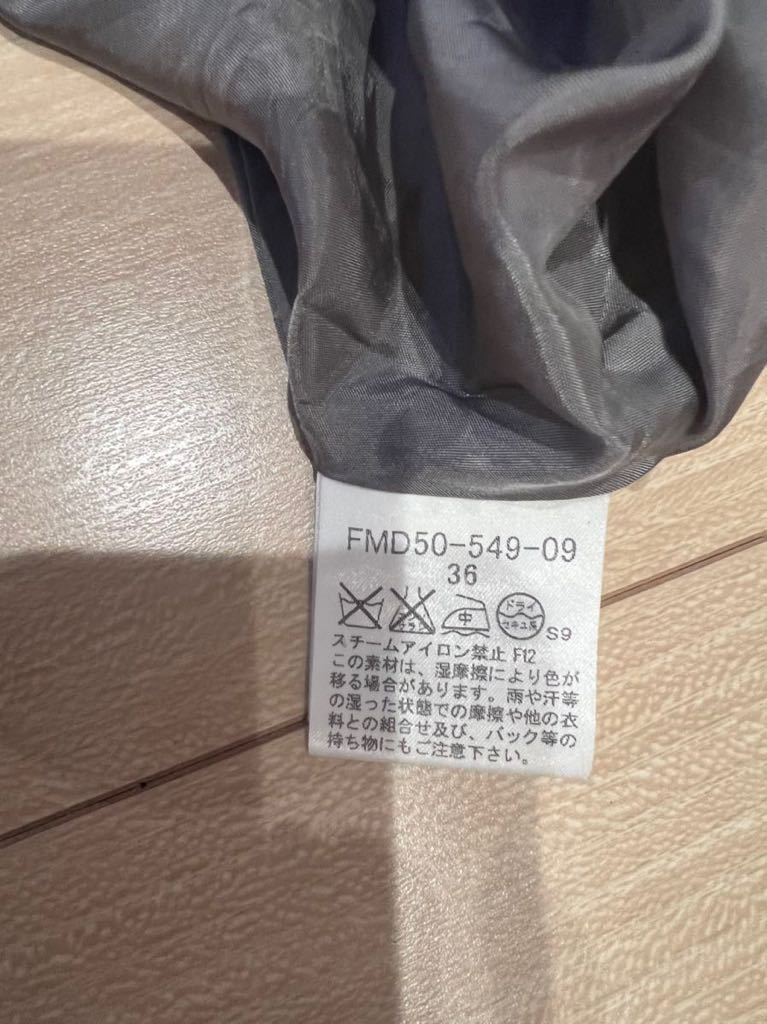 FMD50-549-09
36
中
ドライ
セキユ系
S9
スチームアイロン禁止 F12
この素材は、湿摩擦により色が
移る場合があります。雨や汗等
の湿った状態での摩擦や他の衣
料との組合せ及び、バック等の
持ち物にもご注意下さい。